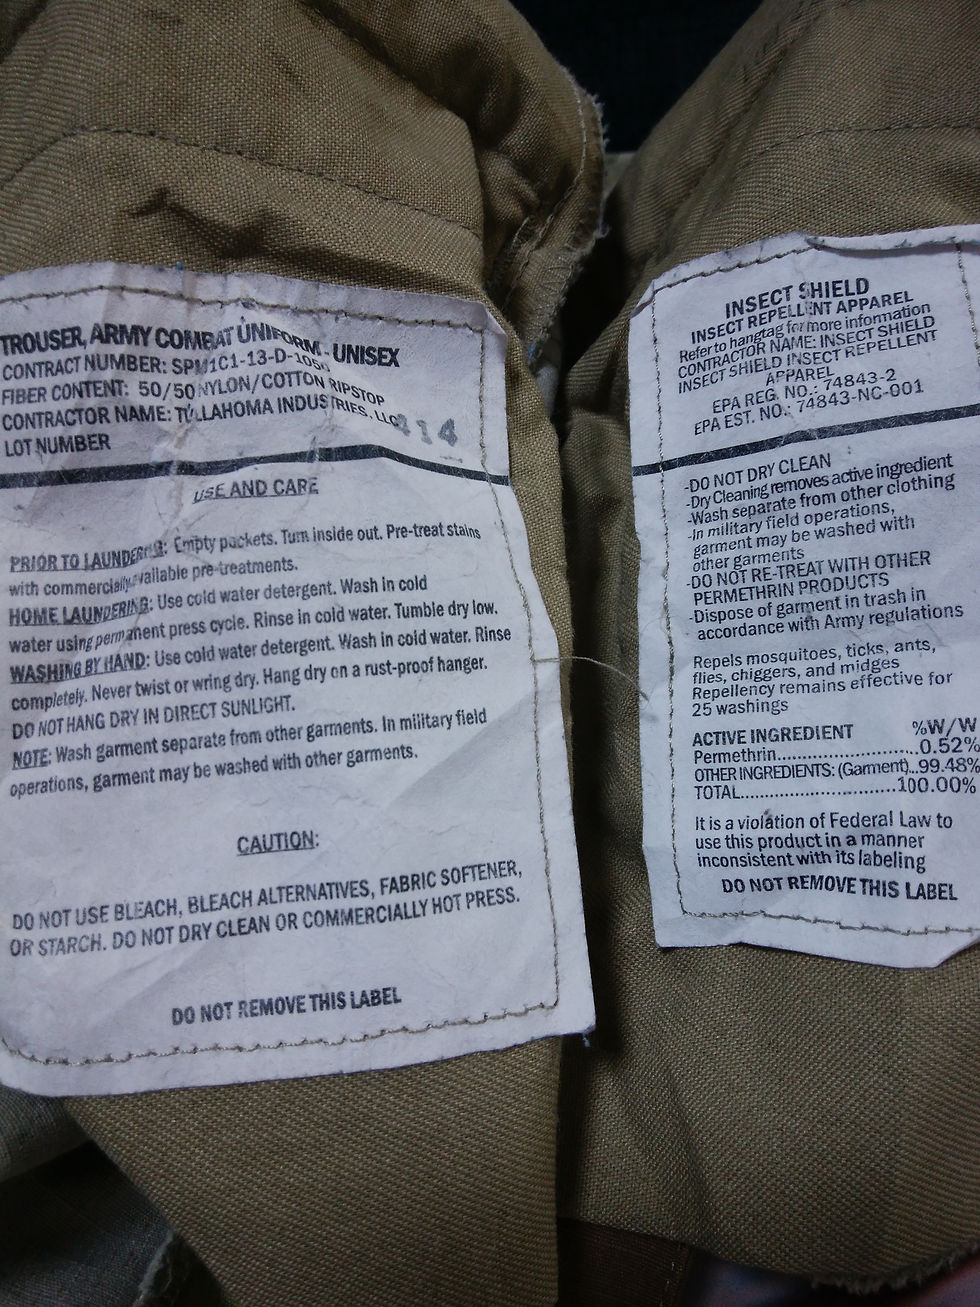 TROUSER, ARMY COMBAT UNIFORM - UNISEX
CONTRACT NUMBER: SPM1C1-13-D-1050
FIBER CONTENT: 50/50 NYLON/COTTON RIPSTOP
CONTRACTOR NAME: TULLAHOMA INDUSTRIES, LLC
LOT NUMBER 414
USE AND CARE
PRIOR TO LAUNDERING: Empty pockets. Turn inside out. Pre-treat stains
with commercially available pre-treatments.
HOME LAUNDERING: Use cold water detergent. Wash in cold
water using permanent press cycle. Rinse in cold water. Tumble dry low.
WASHING BY HAND: Use cold water detergent. Wash in cold water. Rinse
completely. Never twist or wring dry. Hang dry on a rust-proof hanger.
DO NOT HANG DRY IN DIRECT SUNLIGHT.
NOTE: Wash garment separate from other garments. In military field
operations, garment may be washed with other garments.
CAUTION:
DO NOT USE BLEACH, BLEACH ALTERNATIVES, FABRIC SOFTENER,
OR STARCH. DO NOT DRY CLEAN OR COMMERCIALLY HOT PRESS.
DO NOT REMOVE THIS LABEL
INSECT SHIELD
INSECT REPELLENT APPAREL
Refer to hangtag for more information
CONTRACTOR NAME: INSECT SHIELD
INSECT SHIELD INSECT REPELLENT
APPAREL
EPA REG. NO.: 74843-2
EPA EST. NO.: 74843-NC-001
-DO NOT DRY CLEAN
-Dry Cleaning removes active ingredient
-Wash separate from other clothing
-In military field operations,
garment may be washed with
other garments
-DO NOT RE-TREAT WITH OTHER
PERMETHRIN PRODUCTS
-Dispose of garment in trash in
accordance with Army regulations
Repels mosquitoes, ticks, ants,
flies, chiggers, and midges
Repellency remains effective for
25 washings
ACTIVE INGREDIENT %W/W
Permethrin..........................0.52%
OTHER INGREDIENTS: (Garment)...99.48%
TOTAL............................100.00%
It is a violation of Federal Law to
use this product in a manner
inconsistent with its labeling
DO NOT REMOVE THIS LABEL